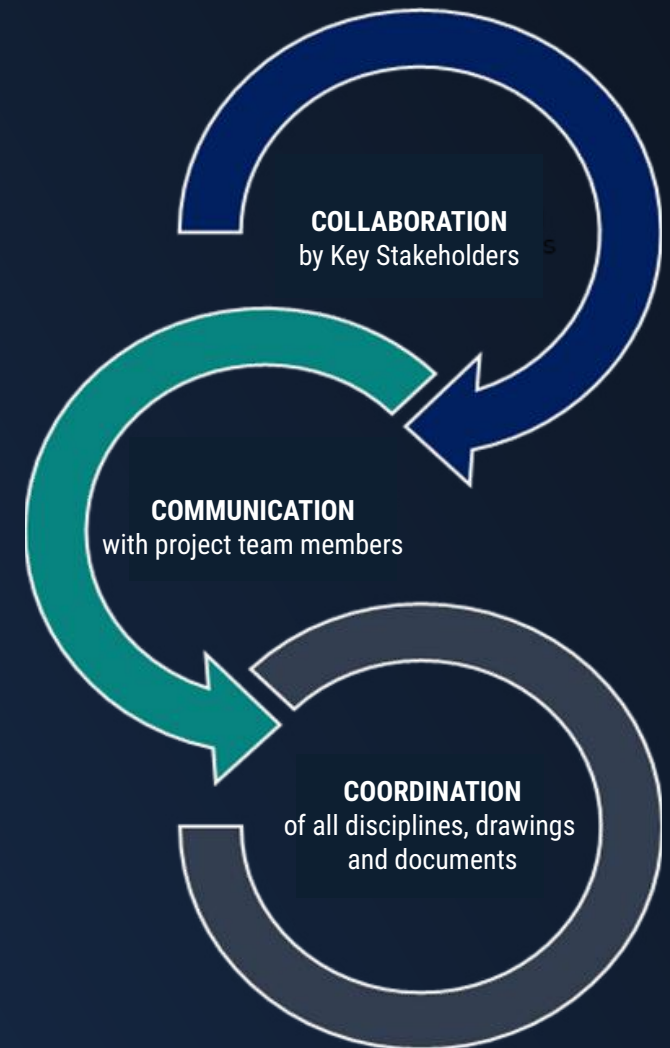 COLLABORATION
by Key Stakeholders
COMMUNICATION
with project team members
COORDINATION
of all disciplines, drawings
and documents